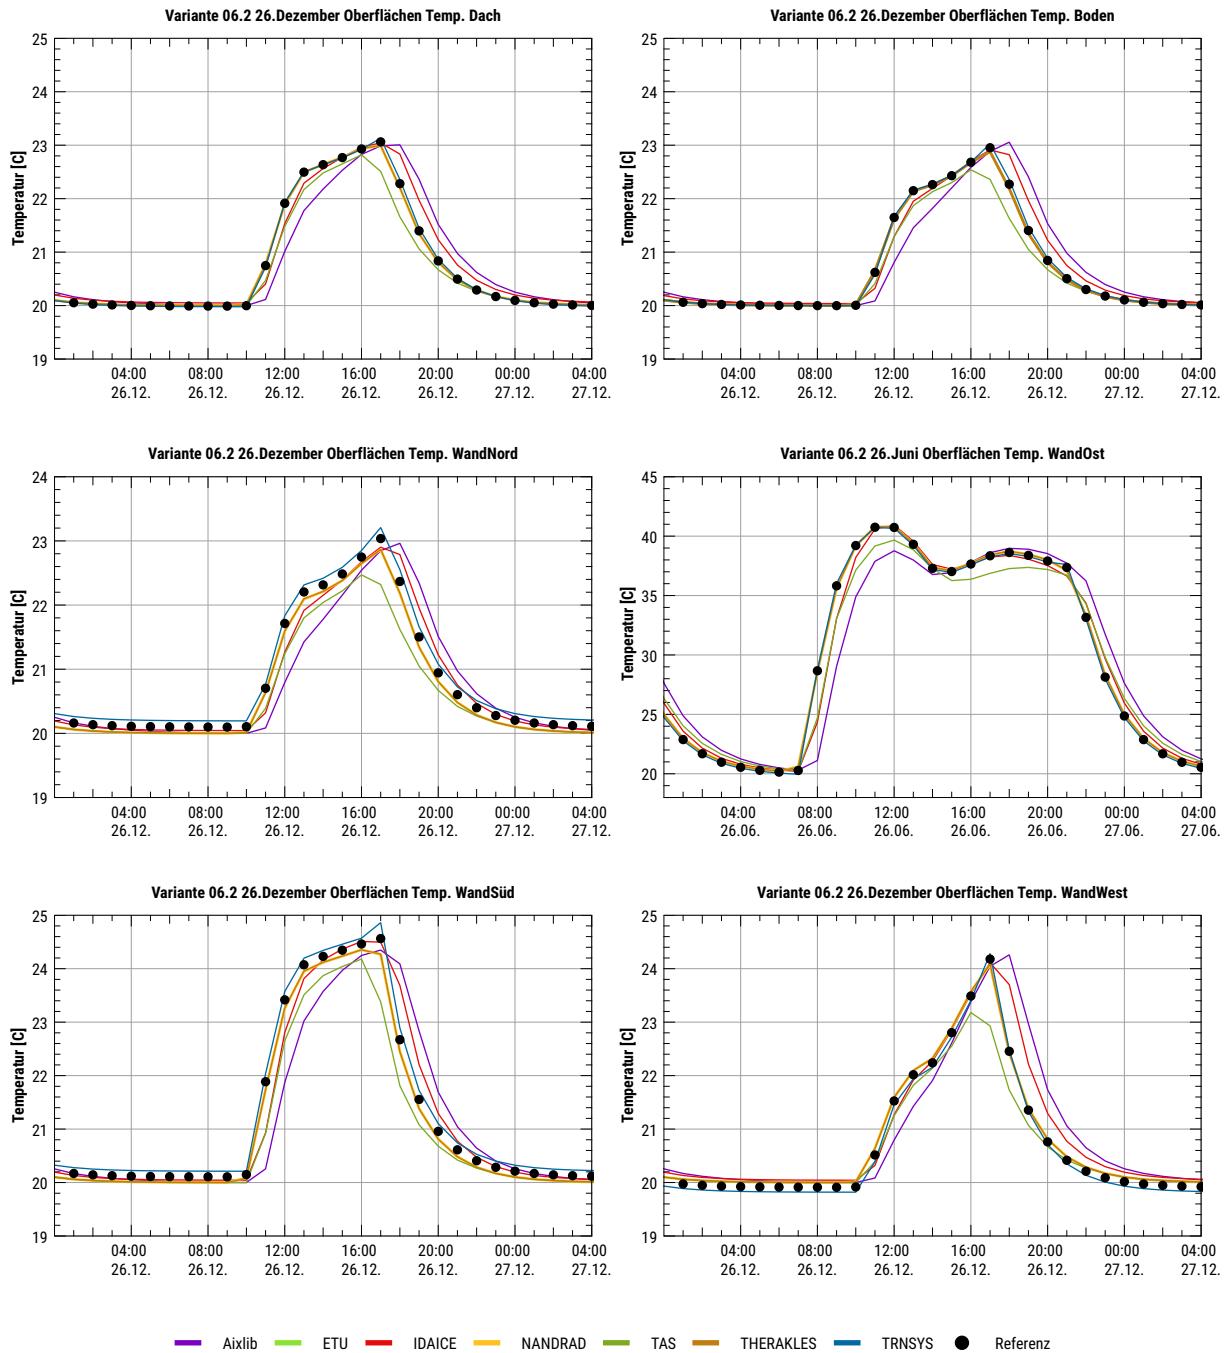 Variante 06.2 26.Dezember Oberflächen Temp. Dach
Temperatur [C]
25
24
23
22
21
20
19
04:00 08:00 12:00 16:00 20:00 00:00 04:00
26.12. 26.12. 26.12. 26.12. 26.12. 27.12. 27.12.
Variante 06.2 26.Dezember Oberflächen Temp. Boden
Temperatur [C]
25
24
23
22
21
20
19
04:00 08:00 12:00 16:00 20:00 00:00 04:00
26.12. 26.12. 26.12. 26.12. 26.12. 27.12. 27.12.
Variante 06.2 26.Dezember Oberflächen Temp. WandNord
Temperatur [C]
24
23
22
21
20
19
04:00 08:00 12:00 16:00 20:00 00:00 04:00
26.12. 26.12. 26.12. 26.12. 26.12. 27.12. 27.12.
Variante 06.2 26.Juni Oberflächen Temp. WandOst
Temperatur [C]
45
40
35
30
25
20
04:00 08:00 12:00 16:00 20:00 00:00 04:00
26.06. 26.06. 26.06. 26.06. 26.06. 27.06. 27.06.
Variante 06.2 26.Dezember Oberflächen Temp. WandSüd
Temperatur [C]
25
24
23
22
21
20
19
04:00 08:00 12:00 16:00 20:00 00:00 04:00
26.12. 26.12. 26.12. 26.12. 26.12. 27.12. 27.12.
Variante 06.2 26.Dezember Oberflächen Temp. WandWest
Temperatur [C]
25
24
23
22
21
20
19
04:00 08:00 12:00 16:00 20:00 00:00 04:00
26.12. 26.12. 26.12. 26.12. 26.12. 27.12. 27.12.
Aixlib ETU IDAICE NANDRAD TAS THERAKLES TRNSYS Referenz